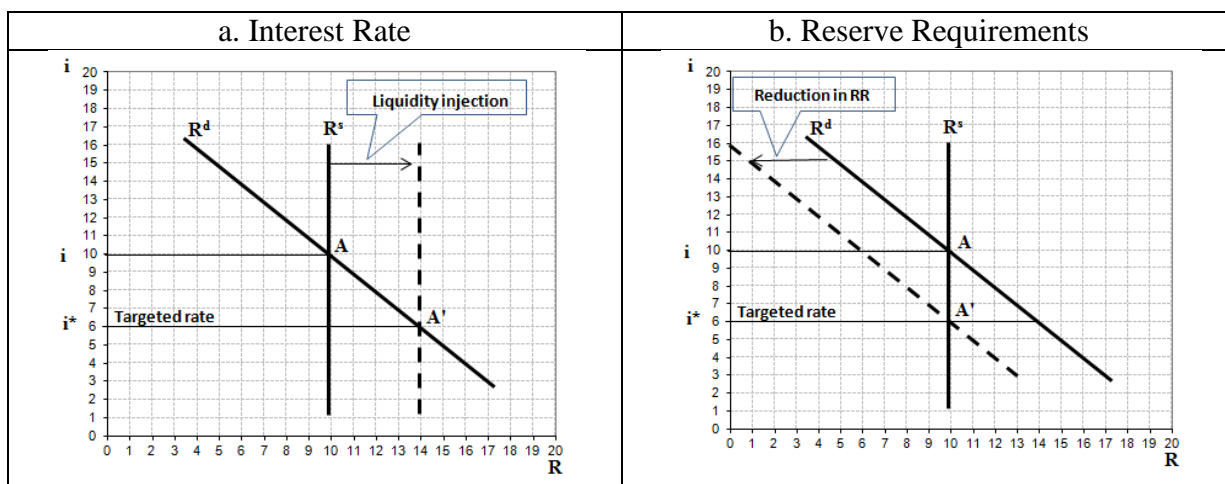 a. Interest Rate
b. Reserve Requirements
i
20
19
18
17
16
15
14
13
12
11
10
9
8
7
6
5
4
3
2
1
0
Liquidity injection
Rᵈ
Rˢ
A
i
Targeted rate
i*
A'
0 1 2 3 4 5 6 7 8 9 10 11 12 13 14 15 16 17 18 19 20
R
i
20
19
18
17
16
15
14
13
12
11
10
9
8
7
6
5
4
3
2
1
0
Reduction in RR
Rᵈ
Rˢ
A
i
Targeted rate
i*
A'
0 1 2 3 4 5 6 7 8 9 10 11 12 13 14 15 16 17 18 19 20
R